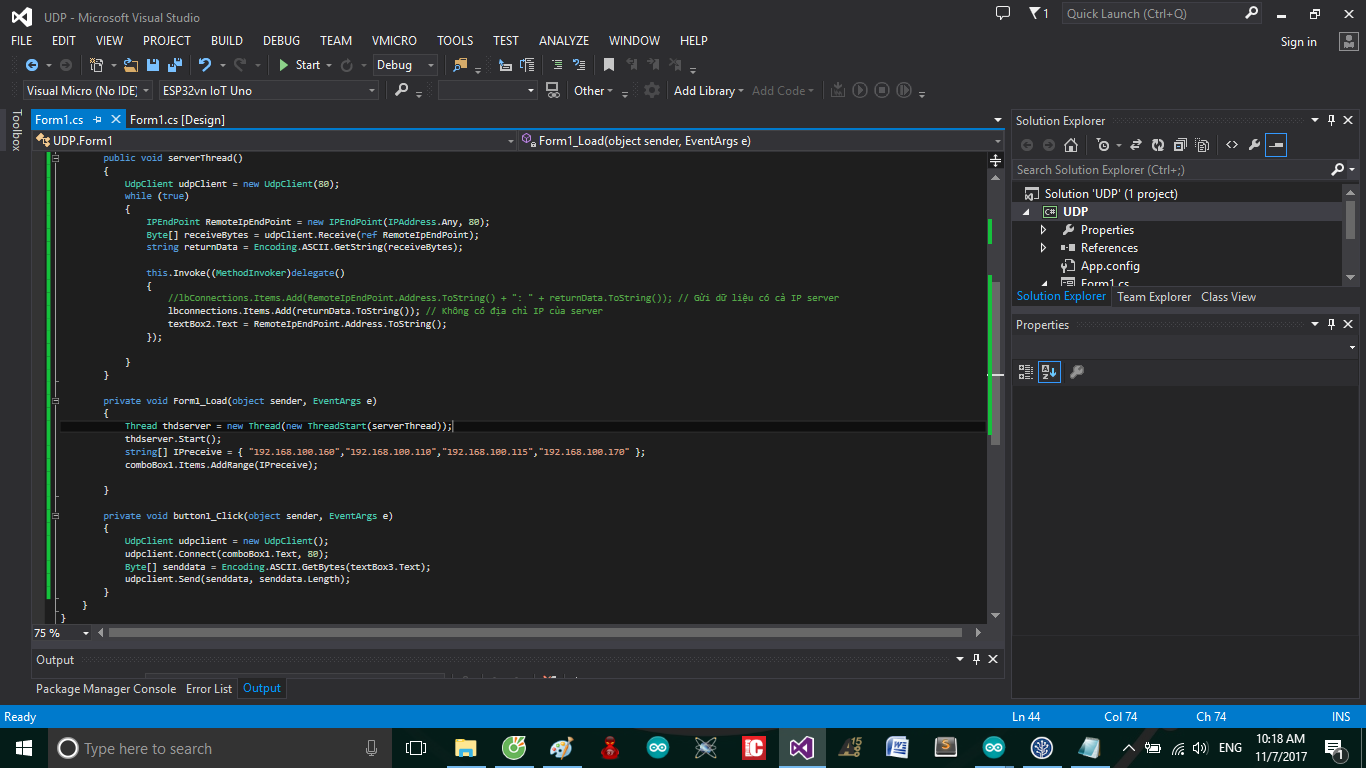 UDP - Microsoft Visual Studio
1
Quick Launch (Ctrl+Q)
FILE EDIT VIEW PROJECT BUILD DEBUG TEAM VMICRO TOOLS TEST ANALYZE WINDOW HELP
Sign in
Start Debug
Visual Micro (No IDE) ESP32vn IoT Uno Other Add Library Add Code
Toolbox
Form1.cs Form1.cs [Design]
UDP.Form1 Form1_Load(object sender, EventArgs e)
public void serverThread()
{
UdpClient udpClient = new UdpClient(80);
while (true)
{
IPEndPoint RemoteIpEndPoint = new IPEndPoint(IPAddress.Any, 80);
Byte[] receiveBytes = udpClient.Receive(ref RemoteIpEndPoint);
string returnData = Encoding.ASCII.GetString(receiveBytes);
this.Invoke((MethodInvoker)delegate()
{
//lbConnections.Items.Add(RemoteIpEndPoint.Address.ToString() + ": " + returnData.ToString()); // Gửi dữ liệu có cả IP server
lbconnections.Items.Add(returnData.ToString()); // Không có địa chỉ IP của server
textBox2.Text = RemoteIpEndPoint.Address.ToString();
});
}
}
private void Form1_Load(object sender, EventArgs e)
{
Thread thdserver = new Thread(new ThreadStart(serverThread));
thdserver.Start();
string[] IPreceive = { "192.168.100.160","192.168.100.110","192.168.100.115","192.168.100.170" };
comboBox1.Items.AddRange(IPreceive);
}
private void button1_Click(object sender, EventArgs e)
{
UdpClient udpclient = new UdpClient();
udpclient.Connect(comboBox1.Text, 80);
Byte[] senddata = Encoding.ASCII.GetBytes(textBox3.Text);
udpclient.Send(senddata, senddata.Length);
}
}
}
75 %
Output
Package Manager Console Error List Output
Solution Explorer
Search Solution Explorer (Ctrl+;)
Solution 'UDP' (1 project)
C# UDP
Properties
References
App.config
Form1.cs
Solution Explorer Team Explorer Class View
Properties
Ready Ln 44 Col 74 Ch 74 INS
Type here to search
ENG
10:18 AM
11/7/2017
1